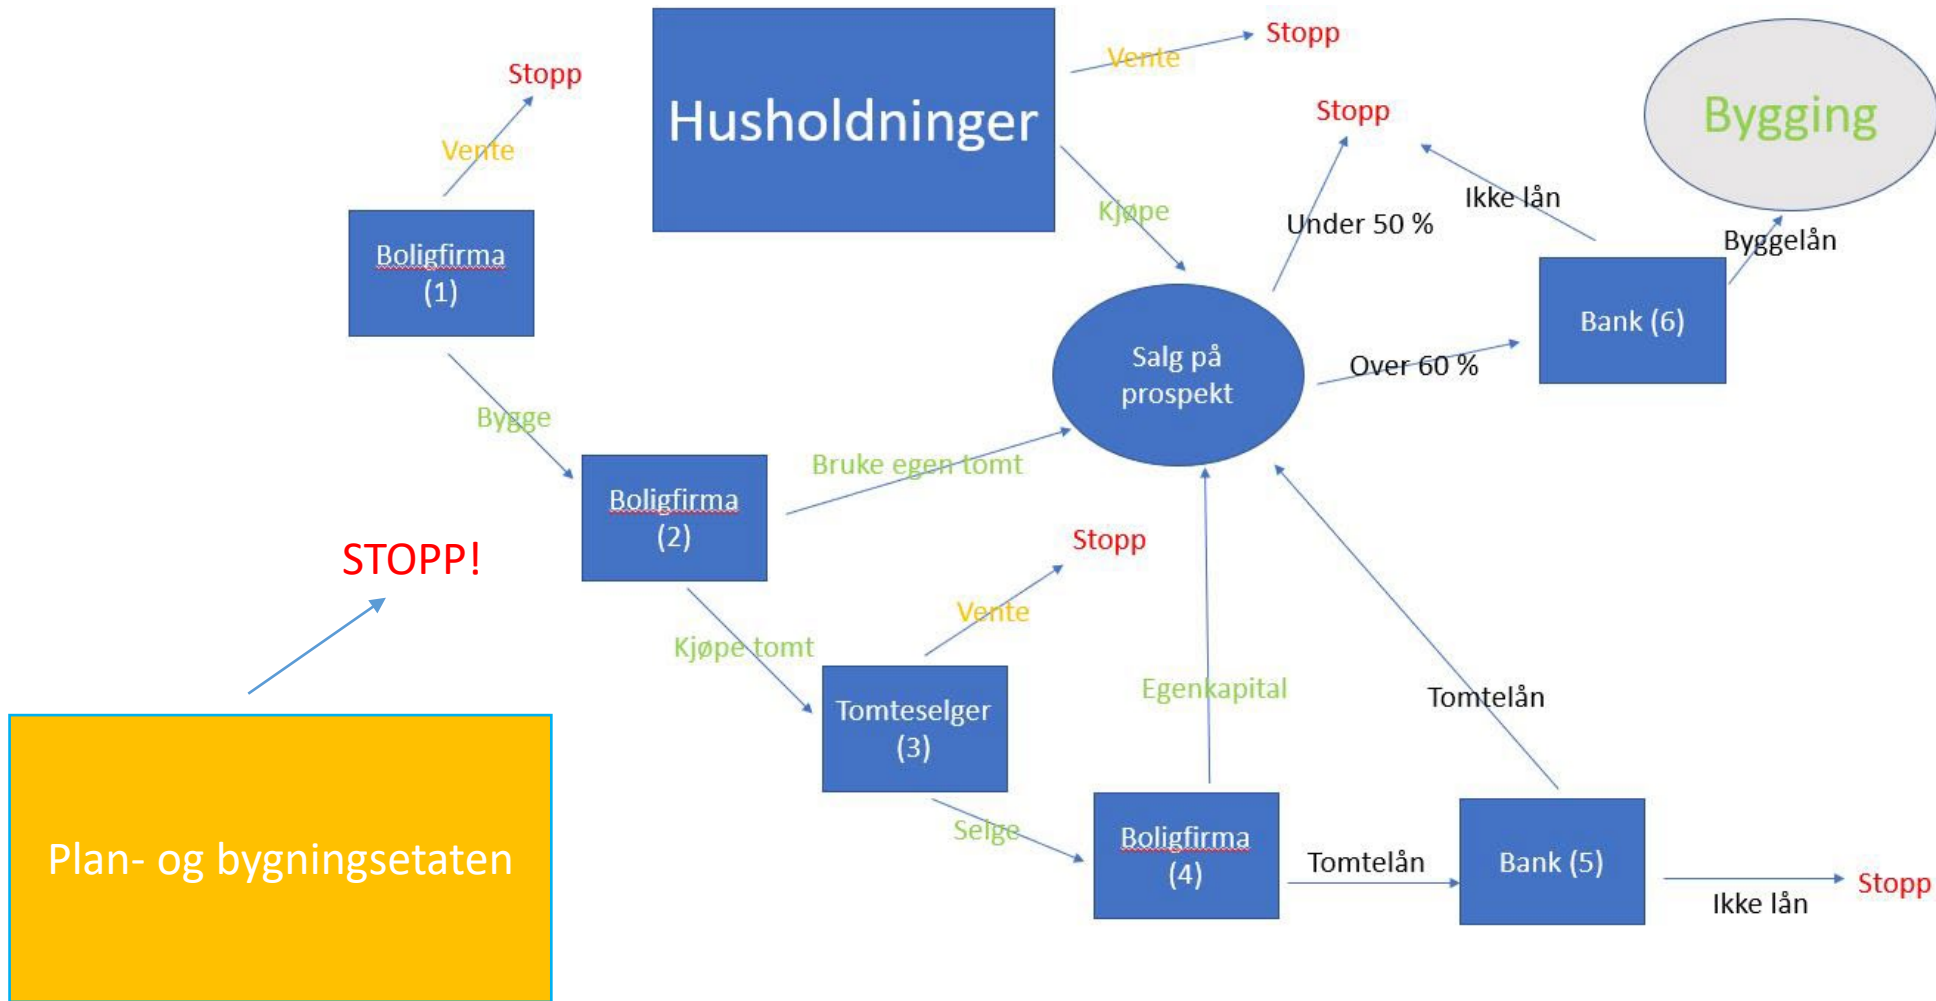 Stopp
Vente
Husholdninger
Vente
Stopp
Kjøpe
Stopp
Under 50 %
Ikke lån
Bygging
Byggelån
Boligfirma
(1)
Bygge
Salg på
prospekt
Over 60 %
Bank (6)
Boligfirma
(2)
Bruke egen tomt
STOPP!
Kjøpe tomt
Vente
Stopp
Tomteselger
(3)
Egenkapital
Tomtelån
Selge
Plan- og bygningsetaten
Boligfirma
(4)
Tomtelån
Bank (5)
Ikke lån
Stopp